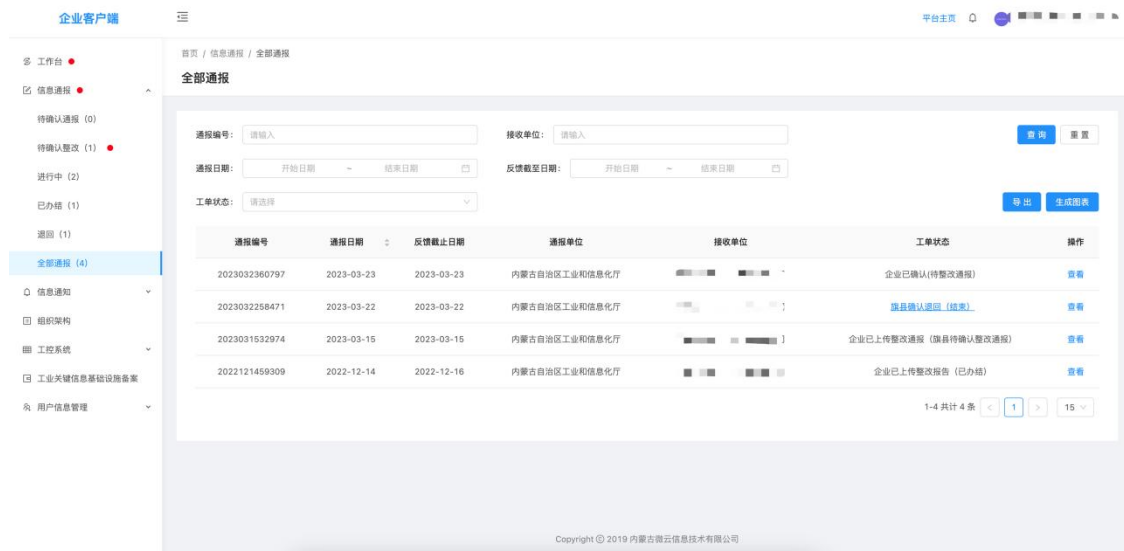 企业客户端
平台主页
工作台
信息通报
待确认通报（0）
待确认整改（1）
进行中（2）
已办结（1）
退回（1）
全部通报（4）
信息通知
组织架构
工控系统
工业关键信息基础设施备案
用户信息管理
首页 / 信息通报 / 全部通报
全部通报
通报编号： 请输入 接收单位： 请输入 查 询 重 置
通报日期： 开始日期 ~ 结束日期 反馈截至日期： 开始日期 ~ 结束日期
工单状态： 请选择 导 出 生成图表
通报编号 通报日期 反馈截止日期 通报单位 接收单位 工单状态 操作
2023032360797 2023-03-23 2023-03-23 内蒙古自治区工业和信息化厅 企业已确认(待整改通报) 查看
2023032258471 2023-03-22 2023-03-22 内蒙古自治区工业和信息化厅 旗县确认退回（结束） 查看
2023031532974 2023-03-15 2023-03-15 内蒙古自治区工业和信息化厅 企业已上传整改通报（旗县待确认整改通报） 查看
2022121459309 2022-12-14 2022-12-16 内蒙古自治区工业和信息化厅 企业已上传整改报告（已办结） 查看
1-4 共计 4 条 < 1 > 15
Copyright © 2019 内蒙古微云信息技术有限公司